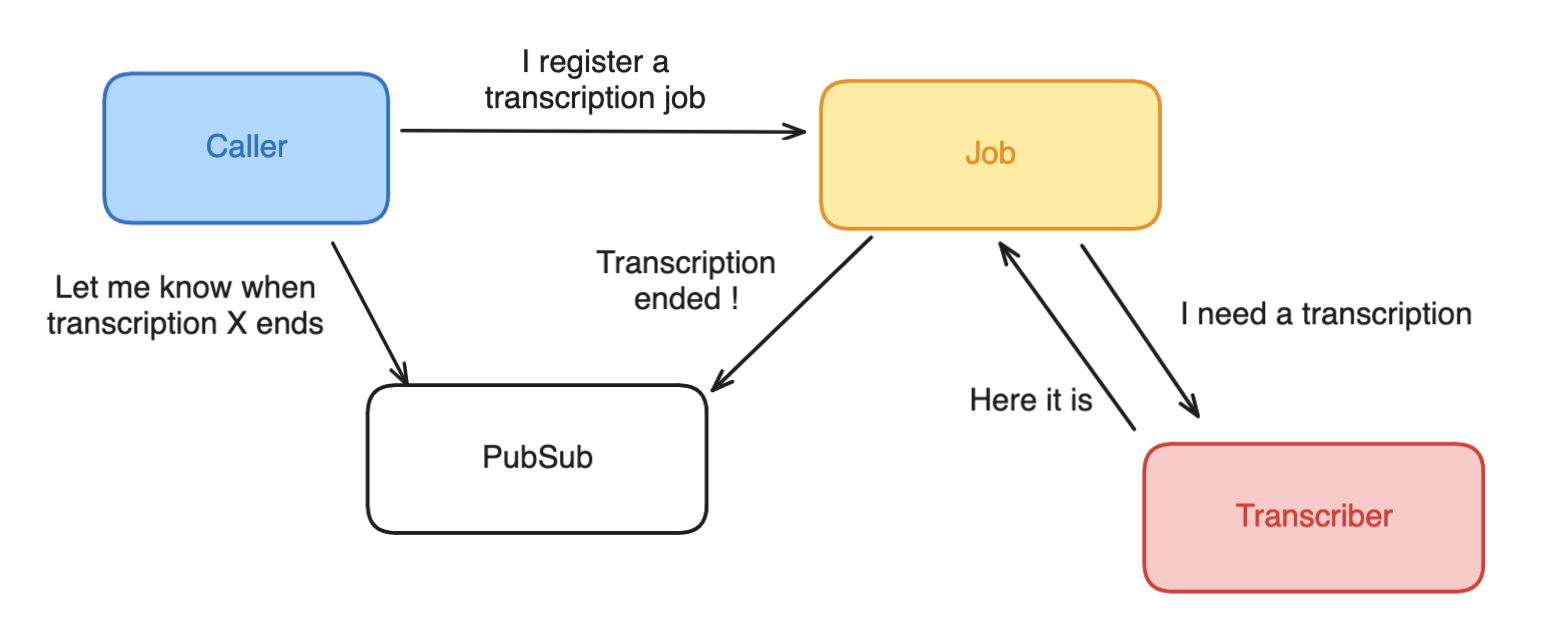 I register a
transcription job
Caller
Job
Let me know when
transcription X ends
Transcription
ended !
I need a transcription
Here it is
PubSub
Transcriber